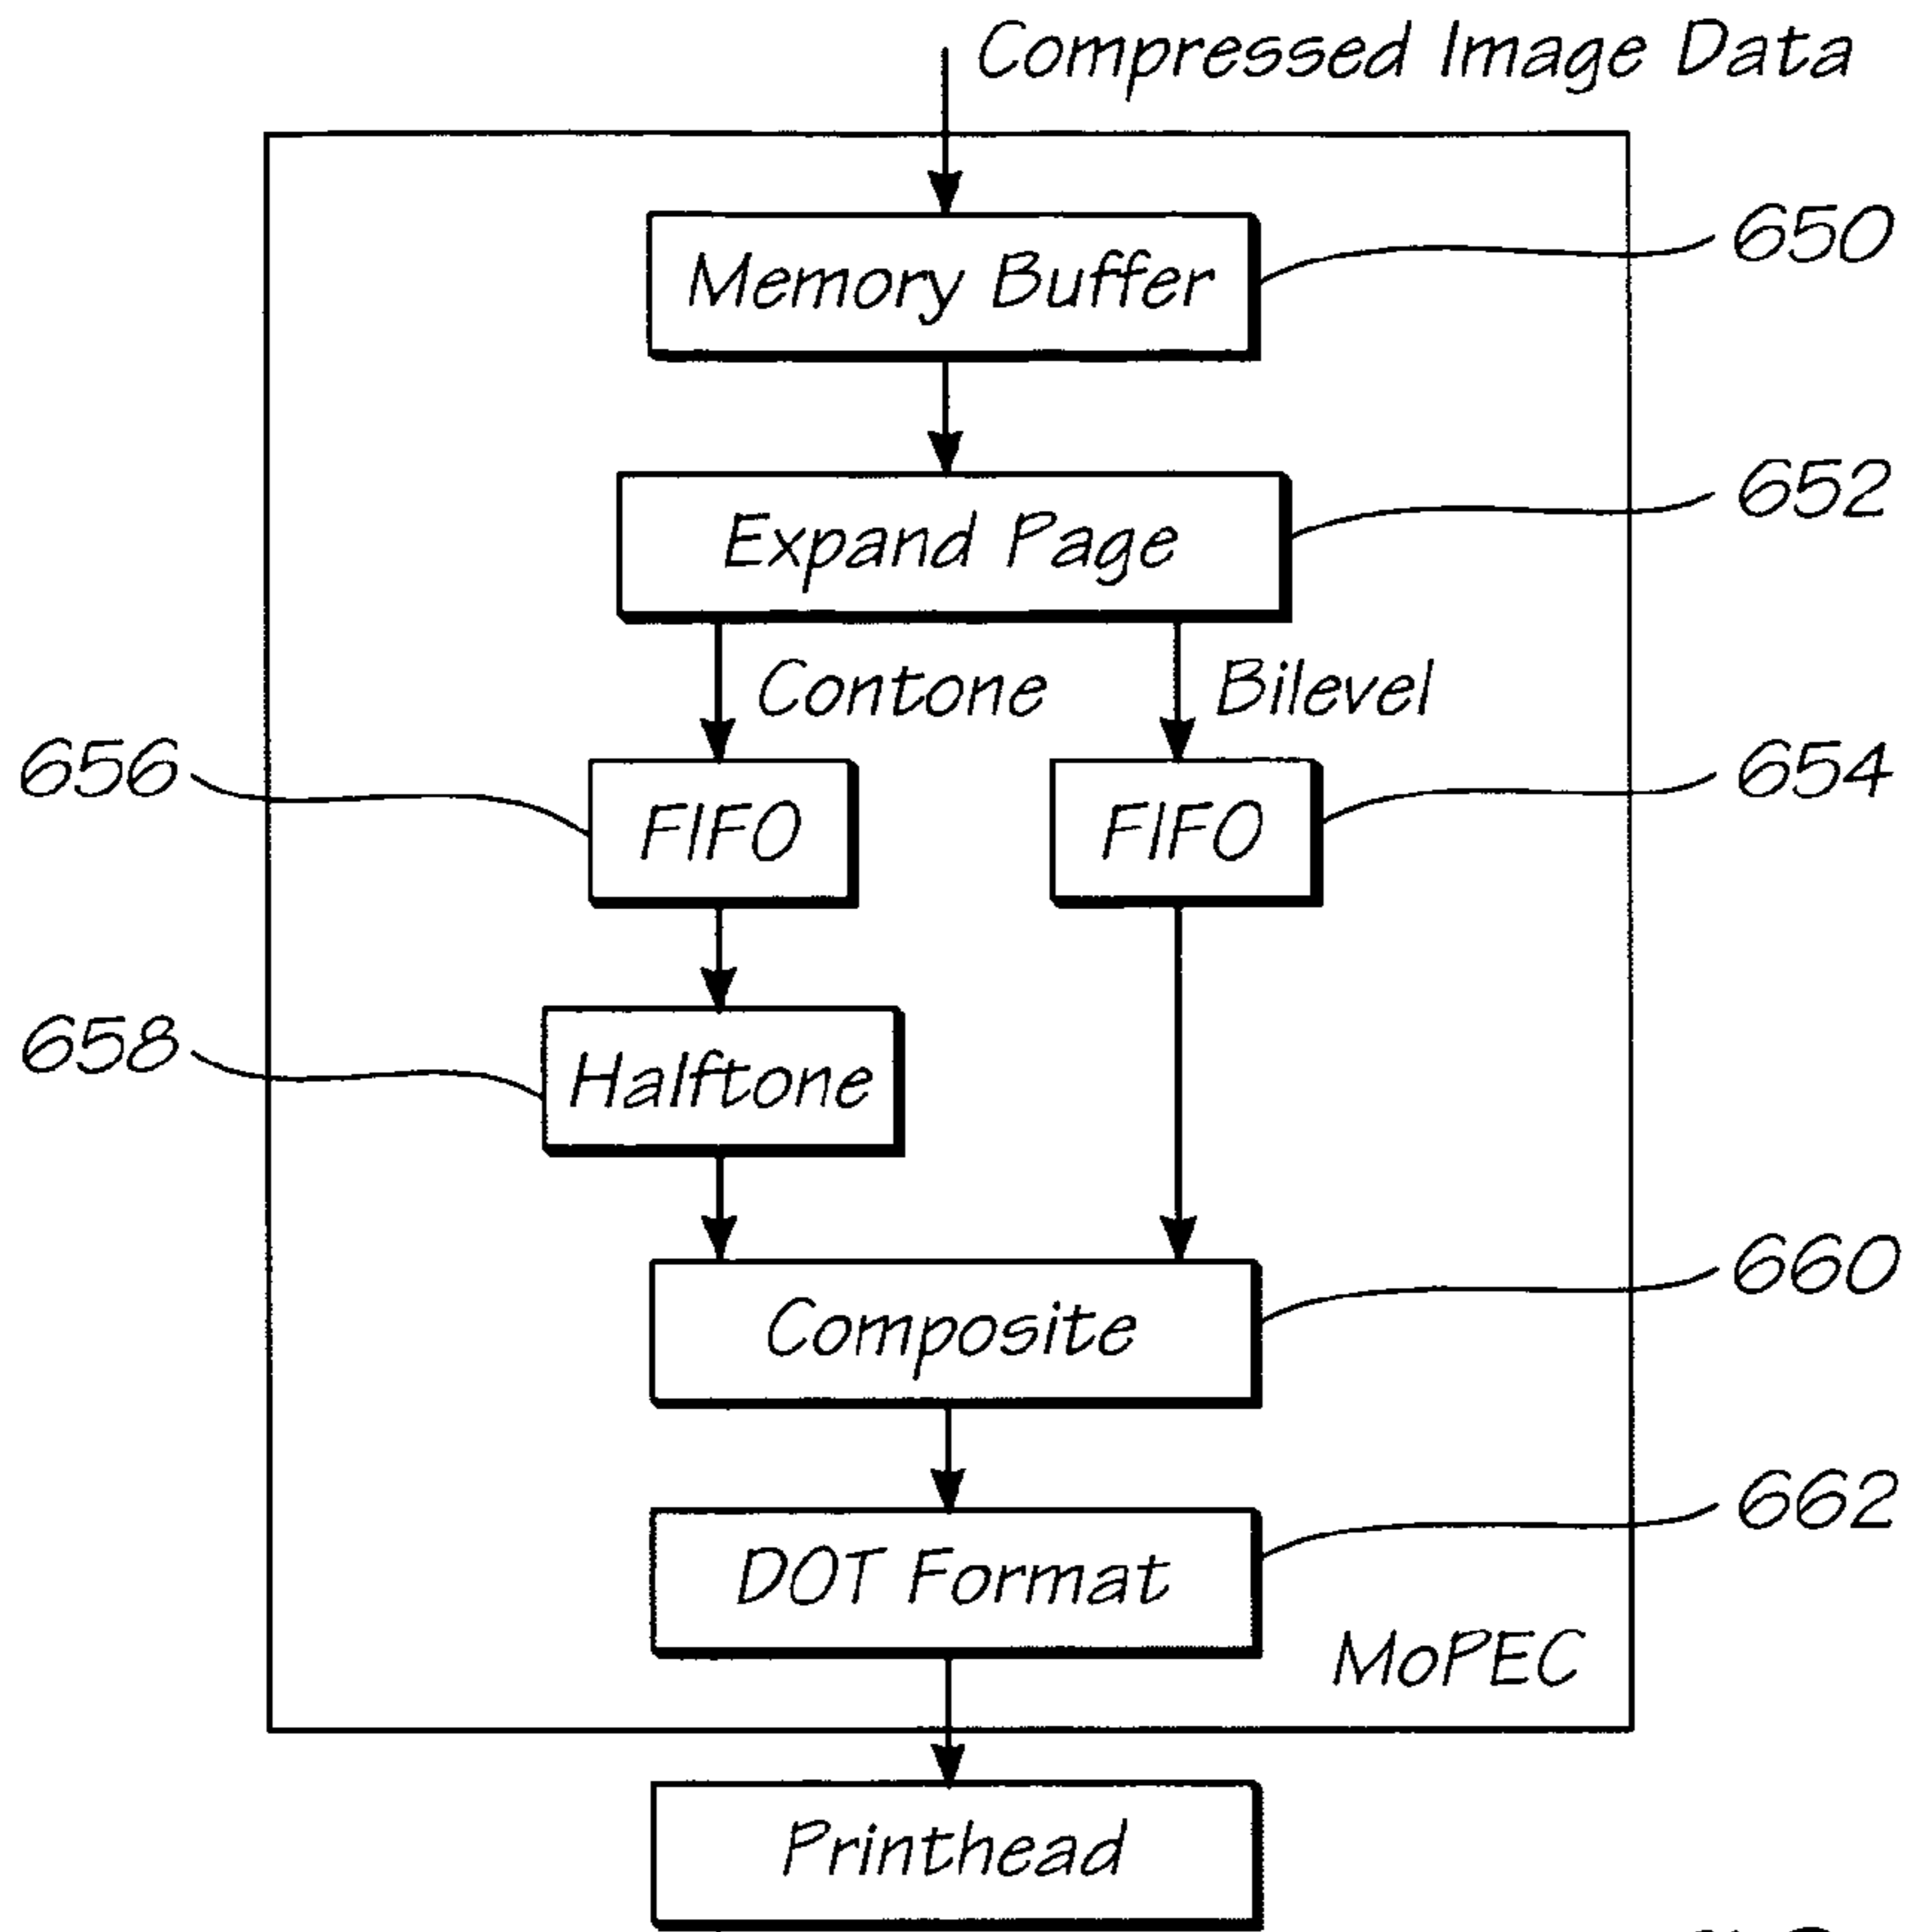 Compressed Image Data
Memory Buffer
650
Expand Page
652
Contone
Bilevel
656
FIFO
FIFO
654
658
Halftone
Composite
660
DOT Format
662
MoPEC
Printhead